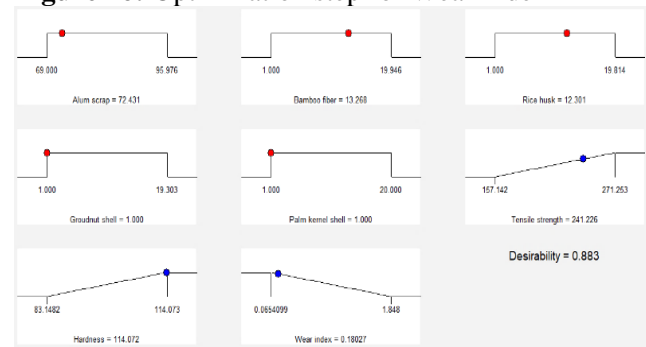 69.000 95.976
Alum scrap = 72.431
1.000 19.946
Bamboo fiber = 13.268
1.000 19.814
Rice husk = 12.301
1.000 19.303
Groudnut shell = 1.000
1.000 20.000
Palm kernel shell = 1.000
157.142 271.253
Tensile strength = 241.226
Desirability = 0.883
83.1482 114.073
Hardness = 114.072
0.0654099 1.848
Wear index = 0.18027